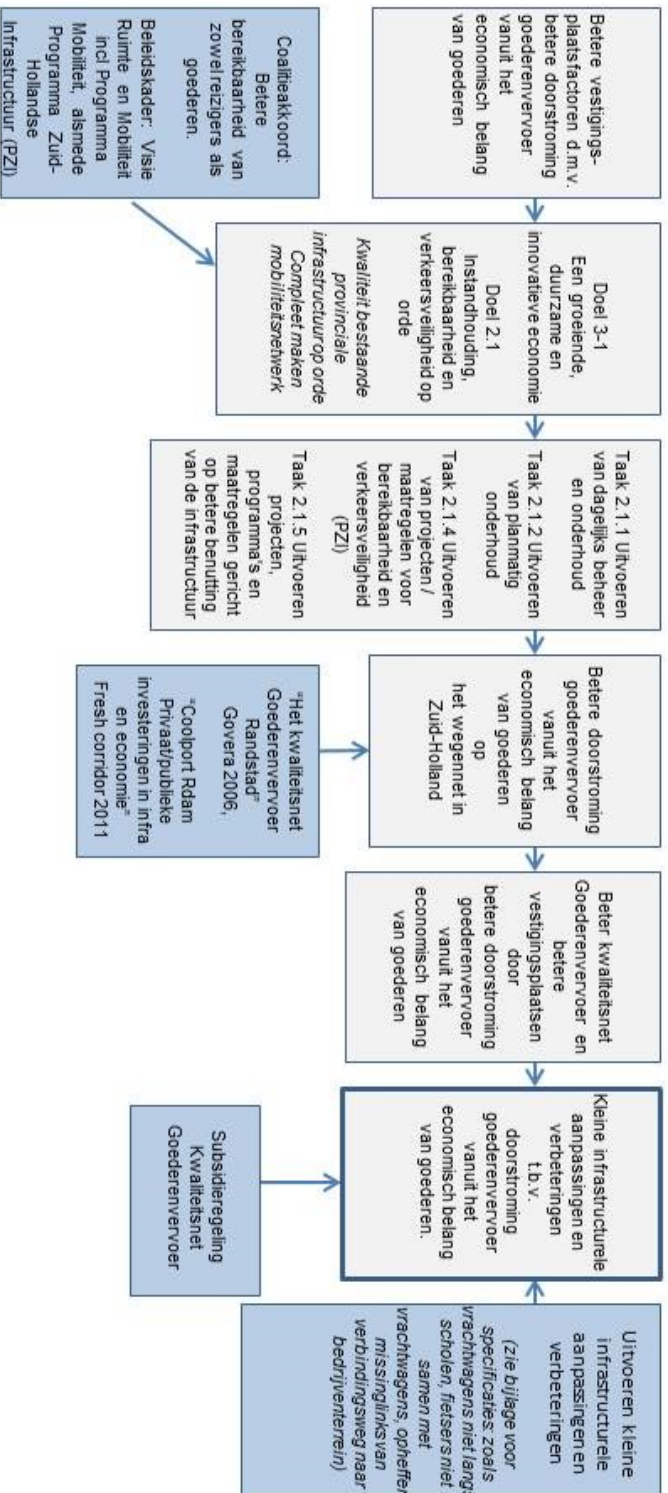 Betere vestigings-
plaatsfactoren d.m.v.
betere doorstroming
goederenvervoer
vanuit het
economisch belang
van goederen
Coalitieakkoord:
Betere
bereikbaarheid van
zowel reizigers als
goederen.
Beleidskader: Visie
Ruimte en Mobiliteit
incl Programma
Mobiliteit, alsmede
Programma Zuid-
Hollandse
Infrastructuur (PZI)
Doel 3-1
Een groeiende,
duurzame en
innovatieve economie
Doel 2.1
Instandhouding,
bereikbaarheid en
verkeersveiligheid op
orde
Kwaliteit bestaande
provinciale
infrastructuur op orde
Compleet maken
mobiliteitsnetwerk
Taak 2.1.1 Uitvoeren
van dagelijks beheer
en onderhoud
Taak 2.1.2 Uitvoeren
van planmatig
onderhoud
Taak 2.1.4 Uitvoeren
van projecten /
maatregelen voor
bereikbaarheid en
verkeersveiligheid
(PZI)
Taak 2.1.5 Uitvoeren
projecten,
programma's en
maatregelen gericht
op betere benutting
van de infrastructuur
Betere doorstroming
goederenvervoer
vanuit het
economisch belang
van goederen
op
het wegennet in
Zuid-Holland
"Het kwaliteitsnet
Goederenvervoer
Randstad"
Govera 2006,
"Coolport Rdam
Privaat/publieke
investeringen in infra
en economie"
Fresh corridor 2011
Beter kwaliteitsnet
Goederenvervoer en
betere
vestigingsplaatsen
door
betere doorstroming
goederenvervoer
vanuit het
economisch belang
van goederen
Kleine infrastructurele
aanpassingen en
verbeteringen
t.b.v.
doorstroming
goederenvervoer
vanuit het
economisch belang
van goederen.
Subsidieregeling
Kwaliteitsnet
Goederenvervoer
Uitvoeren kleine
infrastructurele
aanpassingen en
verbeteringen
(zie bijlage voor
specificaties: zoals
vrachtwagens niet langs
scholen, fietsers niet
samen met
vrachtwagens, opheffen
missing links van
verbindingsweg naar
bedrijventerrein)